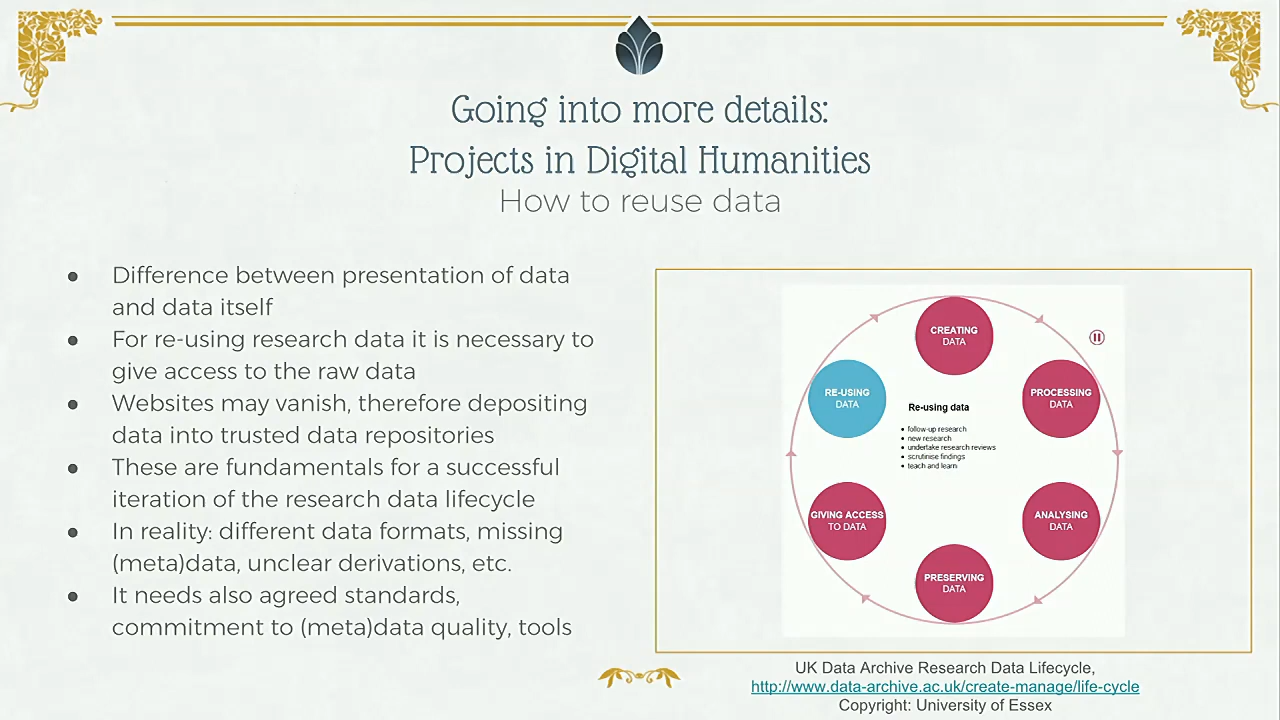 Going into more details:
Projects in Digital Humanities
How to reuse data
● Difference between presentation of data
and data itself
● For re-using research data it is necessary to
give access to the raw data
● Websites may vanish, therefore depositing
data into trusted data repositories
● These are fundamentals for a successful
iteration of the research data lifecycle
● In reality: different data formats, missing
(meta)data, unclear derivations, etc.
● It needs also agreed standards,
commitment to (meta)data quality, tools
CREATING
DATA
PROCESSING
DATA
ANALYSING
DATA
PRESERVING
DATA
GIVING ACCESS
TO DATA
RE-USING
DATA
Re-using data
● follow-up research
● new research
● undertake research reviews
● scrutinise findings
● teach and learn
UK Data Archive Research Data Lifecycle,
http://www.data-archive.ac.uk/create-manage/life-cycle
Copyright: University of Essex